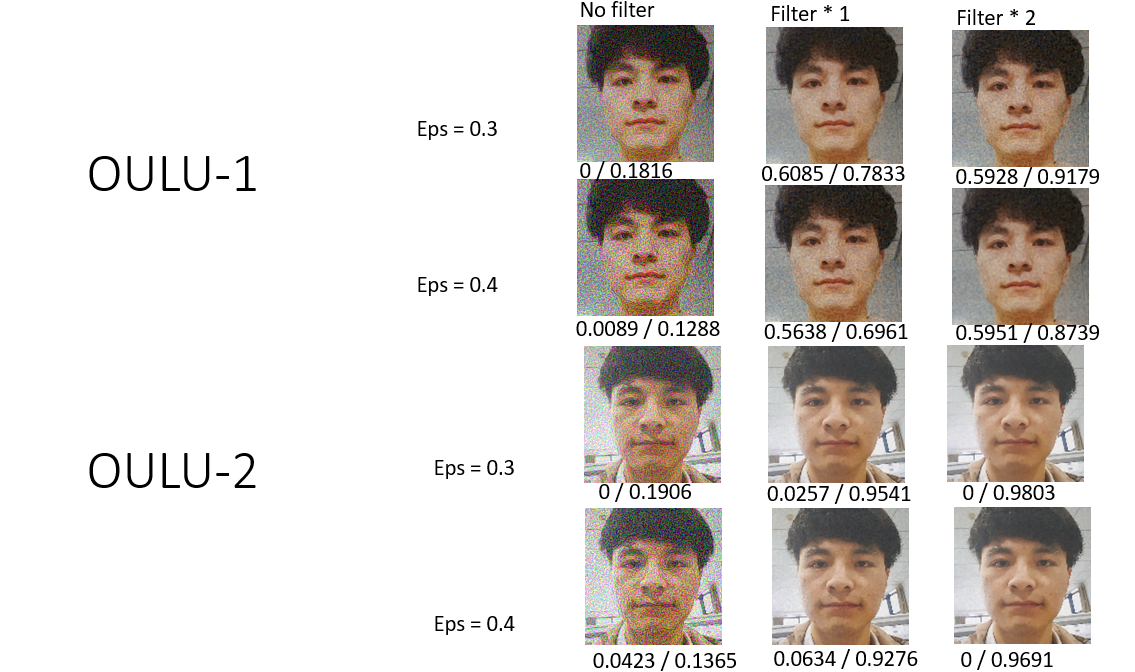 No filter
Filter * 1
Filter * 2
Eps = 0.3
OULU-1
0 / 0.1816
0.6085 / 0.7833
0.5928 / 0.9179
Eps = 0.4
0.0089 / 0.1288
0.5638 / 0.6961
0.5951 / 0.8739
OULU-2
Eps = 0.3
0 / 0.1906
0.0257 / 0.9541
0 / 0.9803
Eps = 0.4
0.0423 / 0.1365
0.0634 / 0.9276
0 / 0.9691